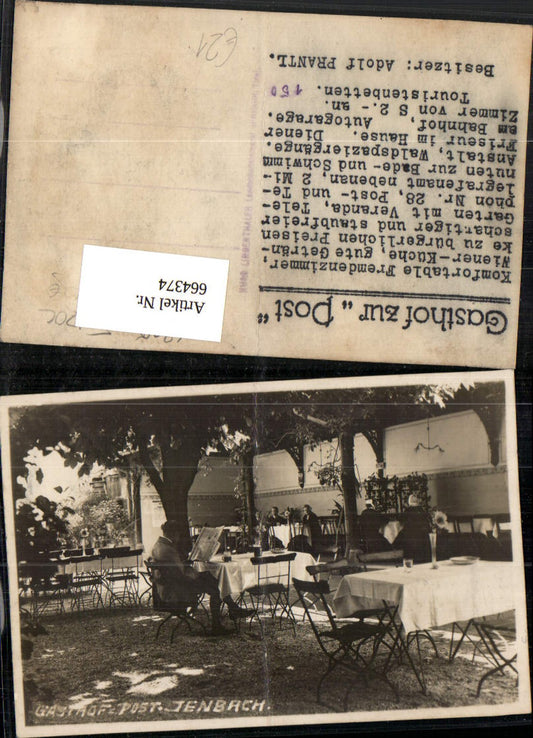 Gasthof zur „Post“
Komfortable Fremdenzimmer,
Wiener-Küche, gute Geträn-
ke zu bürgerlichen Preisen
schattiger und staubfreier
Garten mit Veranda, Tele-
phon Nr. 28, Post- und Te-
legrafenamt nebenan, 2 Mi-
nuten zur Bade- und Schwimm
Anstalt, Waldspaziergänge.
Friseur im Hause. Diener
am Bahnhof, Autogarage.
Zimmer von S 2.- an.
Touristenbetten. 150
Besitzer: Adolf PRANTL.
Artikel Nr.
664374
€21
GASTHOF-POST-JENBACH.